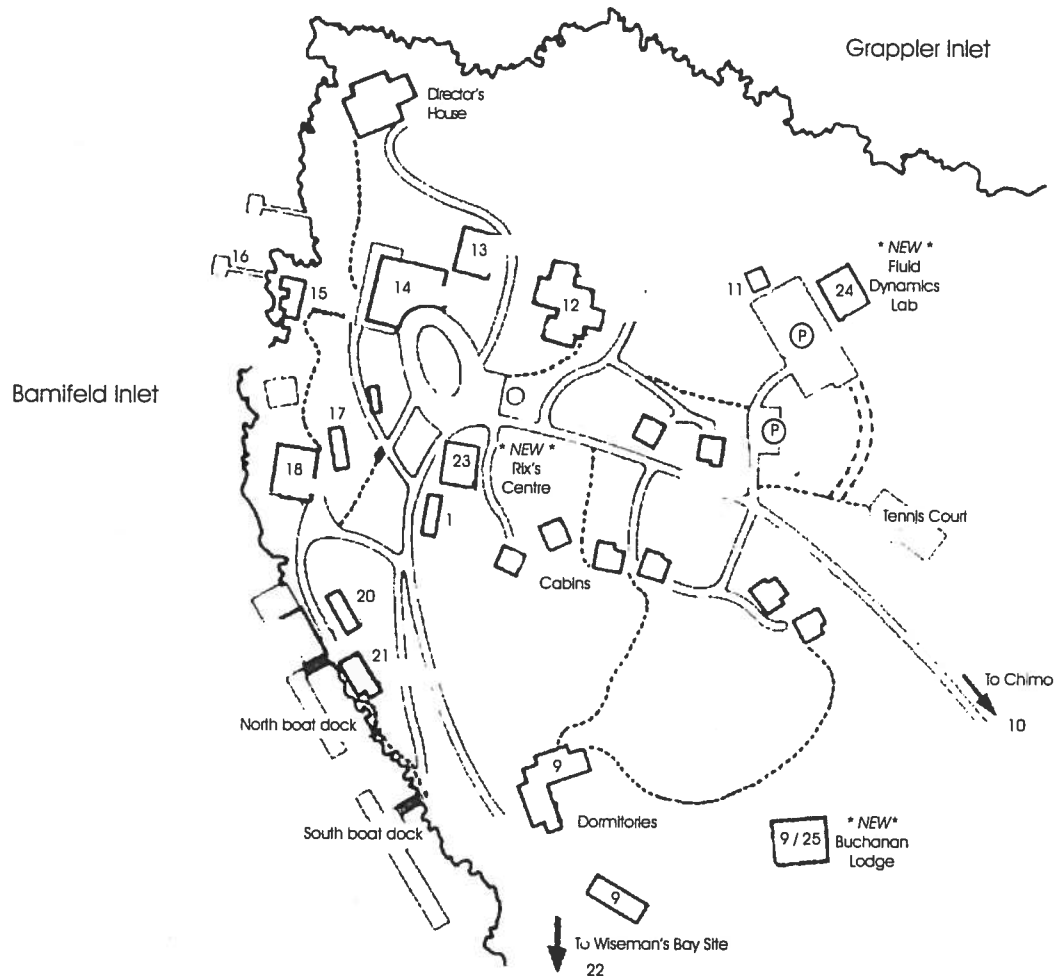 Grappler Inlet
Director's
House
* NEW *
Fluid
Dynamics
Lab
13
16
15
14
12
11
24
P
Bamifeld Inlet
17
P
18
23
* NEW *
Rix's
Centre
1
Tennis Court
Cabins
20
21
To Chimo
10
North boat dock
9
Dormitories
South boat dock
9 / 25
* NEW*
Buchanan
Lodge
9
To Wiseman's Bay Site
22